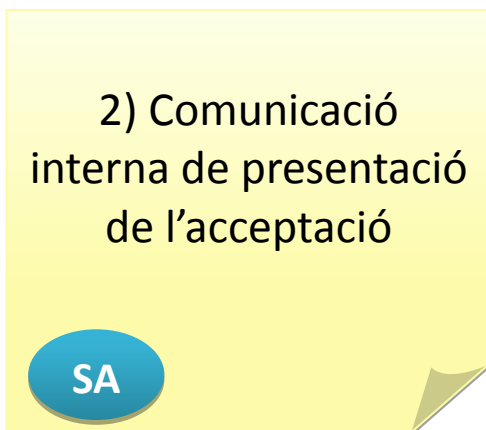 2) Comunicació
interna de presentació
de l’acceptació
SA